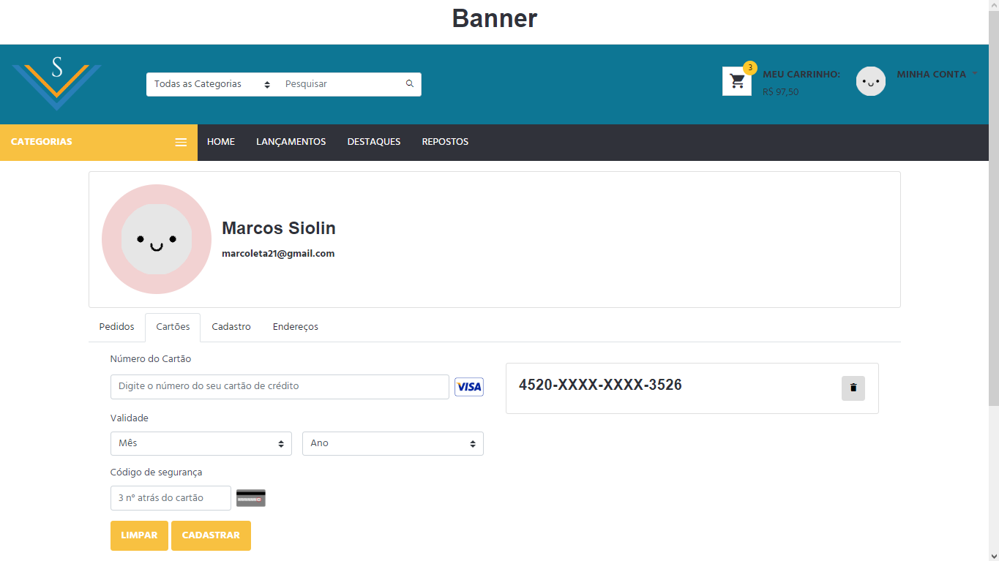 Banner
S
Todas as Categorias
Pesquisar
3
MEU CARRINHO:
R$ 97,50
MINHA CONTA
CATEGORIAS
HOME
LANÇAMENTOS
DESTAQUES
REPOSTOS
Marcos Siolin
marcoleta21@gmail.com
Pedidos
Cartões
Cadastro
Endereços
Número do Cartão
Digite o número do seu cartão de crédito
VISA
4520-XXXX-XXXX-3526
Validade
Mês
Ano
Código de segurança
3 nº atrás do cartão
LIMPAR
CADASTRAR